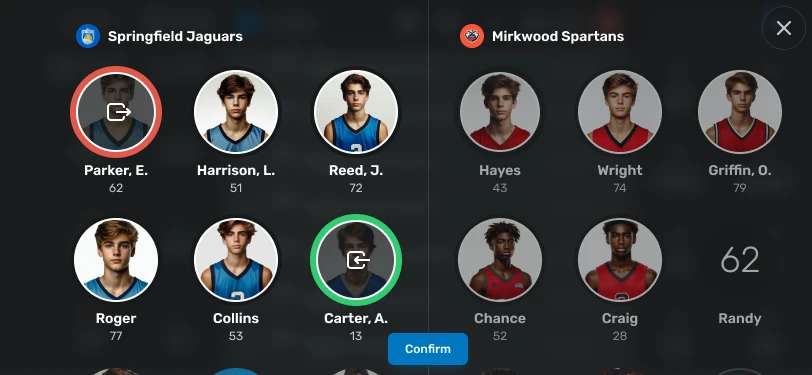 Springfield Jaguars
Mirkwood Spartans
Parker, E.
62
Harrison, L.
51
Reed, J.
72
Hayes
43
Wright
74
Griffin, O.
79
Roger
77
Collins
53
Carter, A.
13
Chance
52
Craig
28
62
Randy
Confirm